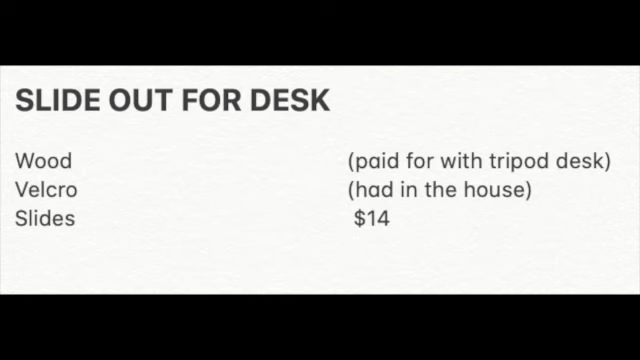 SLIDE OUT FOR DESK
Wood (paid for with tripod desk)
Velcro (had in the house)
Slides $14